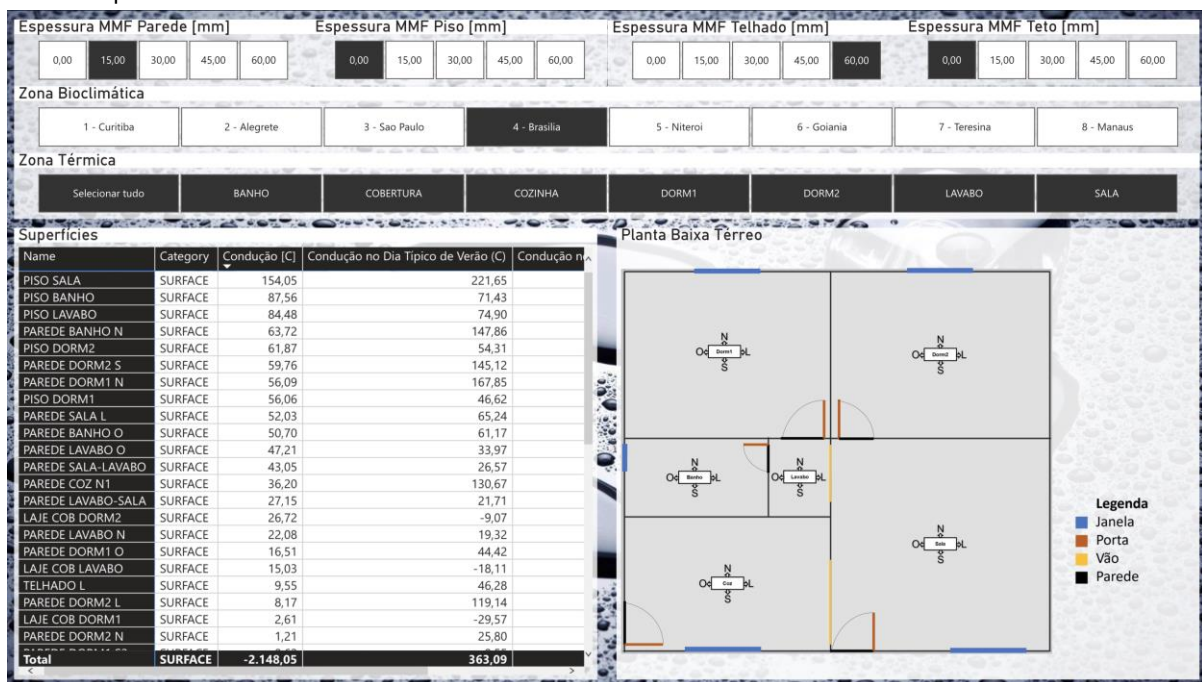 Espessura MMF Parede [mm] Espessura MMF Piso [mm] Espessura MMF Telhado [mm] Espessura MMF Teto [mm]
0,00 15,00 30,00 45,00 60,00 0,00 15,00 30,00 45,00 60,00 0,00 15,00 30,00 45,00 60,00 0,00 15,00 30,00 45,00 60,00
Zona Bioclimática
1 - Curitiba 2 - Alegrete 3 - Sao Paulo 4 - Brasilia 5 - Niteroi 6 - Goiania 7 - Teresina 8 - Manaus
Zona Térmica
Selecionar tudo BANHO COBERTURA COZINHA DORM1 DORM2 LAVABO SALA
Superfícies
Name Category Condução [C] Condução no Dia Típico de Verão (C) Condução n
PISO SALA SURFACE 154,05 221,65
PISO BANHO SURFACE 87,56 71,43
PISO LAVABO SURFACE 84,48 74,90
PAREDE BANHO N SURFACE 63,72 147,86
PISO DORM2 SURFACE 61,87 54,31
PAREDE DORM2 S SURFACE 59,76 145,12
PAREDE DORM1 N SURFACE 56,09 167,85
PISO DORM1 SURFACE 56,06 46,62
PAREDE SALA L SURFACE 52,03 65,24
PAREDE BANHO O SURFACE 50,70 61,17
PAREDE LAVABO O SURFACE 47,21 33,97
PAREDE SALA-LAVABO SURFACE 43,05 26,57
PAREDE COZ N1 SURFACE 36,20 130,67
PAREDE LAVABO-SALA SURFACE 27,15 21,71
LAJE COB DORM2 SURFACE 26,72 -9,07
PAREDE LAVABO N SURFACE 22,08 19,32
PAREDE DORM1 O SURFACE 16,51 44,42
LAJE COB LAVABO SURFACE 15,03 -18,11
TELHADO L SURFACE 9,55 46,28
PAREDE DORM2 L SURFACE 8,17 119,14
LAJE COB DORM1 SURFACE 2,61 -29,57
PAREDE DORM2 N SURFACE 1,21 25,80
Total SURFACE -2.148,05 363,09
Planta Baixa Térreo
N
O Dorm1 L
S
N
O Dorm2 L
S
N
O Banho L
S
N
O Lavabo L
S
N
O Sala L
S
N
O Coz L
S
Legenda
Janela
Porta
Vão
Parede